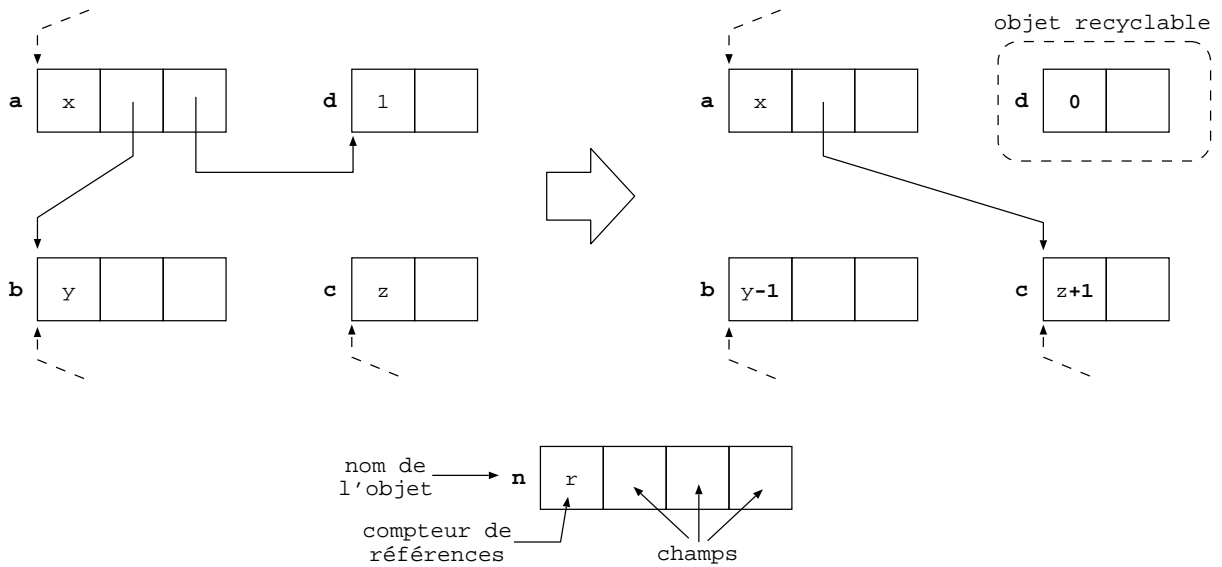 objet recyclable
a x
d 1
a x
d 0
b y
c z
b y-1
c z+1
nom de
l'objet
n r
compteur de
références
champs